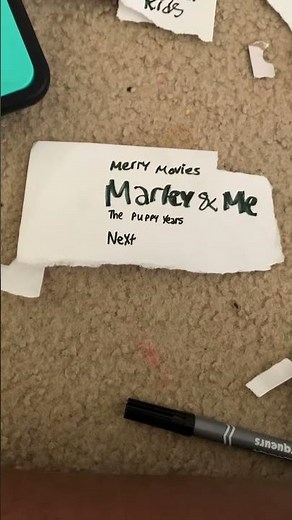 kids
Merry Movies
Marley & Me
The Puppy Years
Next